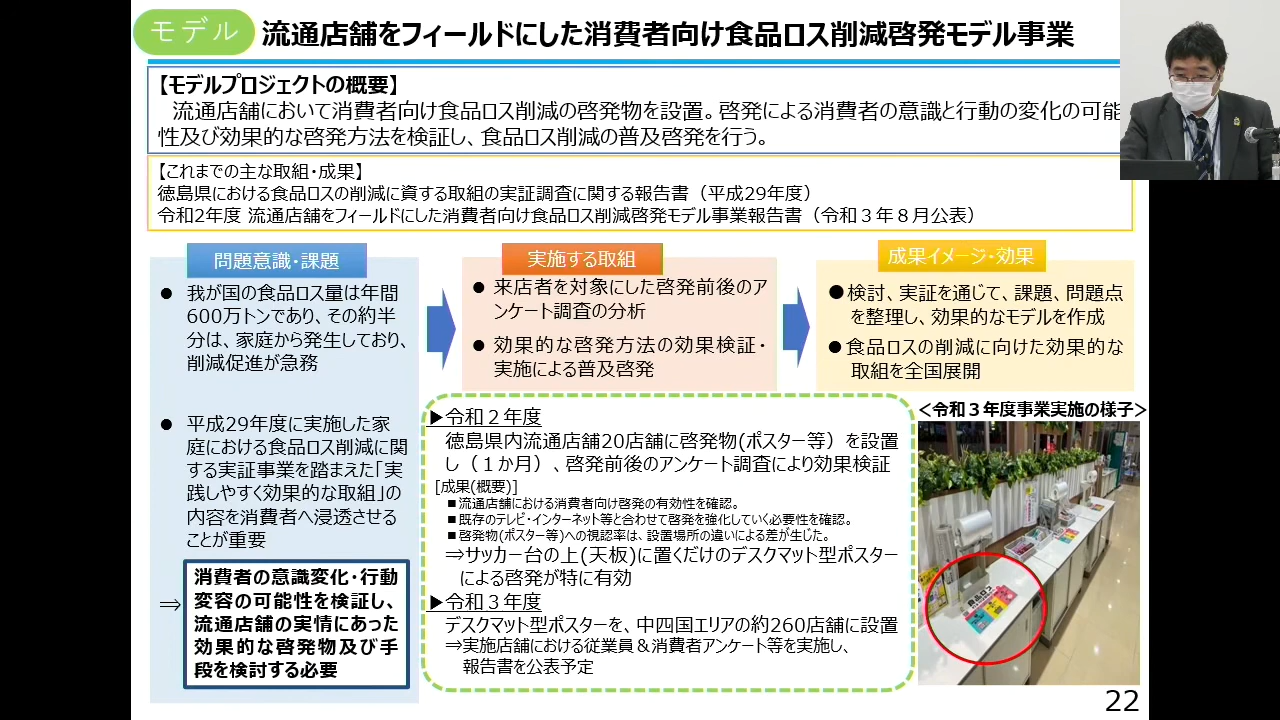 モデル
流通店舗をフィールドにした消費者向け食品ロス削減啓発モデル事業
【モデルプロジェクトの概要】
流通店舗において消費者向け食品ロス削減の啓発物を設置。啓発による消費者の意識と行動の変化の可能
性及び効果的な啓発方法を検証し、食品ロス削減の普及啓発を行う。
【これまでの主な取組・成果】
徳島県における食品ロスの削減に資する取組の実証調査に関する報告書（平成29年度）
令和2年度 流通店舗をフィールドにした消費者向け食品ロス削減啓発モデル事業報告書（令和３年８月公表）
問題意識・課題
● 我が国の食品ロス量は年間
600万トンであり、その約半
分は、家庭から発生しており、
削減促進が急務
● 平成29年度に実施した家
庭における食品ロス削減に関
する実証事業を踏まえた「実
践しやすく効果的な取組」の
内容を消費者へ浸透させる
ことが重要
⇒ 消費者の意識変化・行動
変容の可能性を検証し、
流通店舗の実情にあった
効果的な啓発物及び手
段を検討する必要
実施する取組
● 来店者を対象にした啓発前後のア
ンケート調査の分析
● 効果的な啓発方法の効果検証・
実施による普及啓発
成果イメージ・効果
●検討、実証を通じて、課題、問題点
を整理し、効果的なモデルを作成
●食品ロスの削減に向けた効果的な
取組を全国展開
▶令和２年度
徳島県内流通店舗20店舗に啓発物(ポスター等）を設置
し（１か月）、啓発前後のアンケート調査により効果検証
[成果(概要)]
■流通店舗における消費者向け啓発の有効性を確認。
■既存のテレビ・インターネット等と合わせて啓発を強化していく必要性を確認。
■啓発物(ポスター等)への視認率は、設置場所の違いによる差が生じた。
⇒サッカー台の上(天板)に置くだけのデスクマット型ポスター
による啓発が特に有効
▶令和３年度
デスクマット型ポスターを、中四国エリアの約260店舗に設置
⇒実施店舗における従業員＆消費者アンケート等を実施し、
報告書を公表予定
＜令和３年度事業実施の様子＞
食品ロス
22